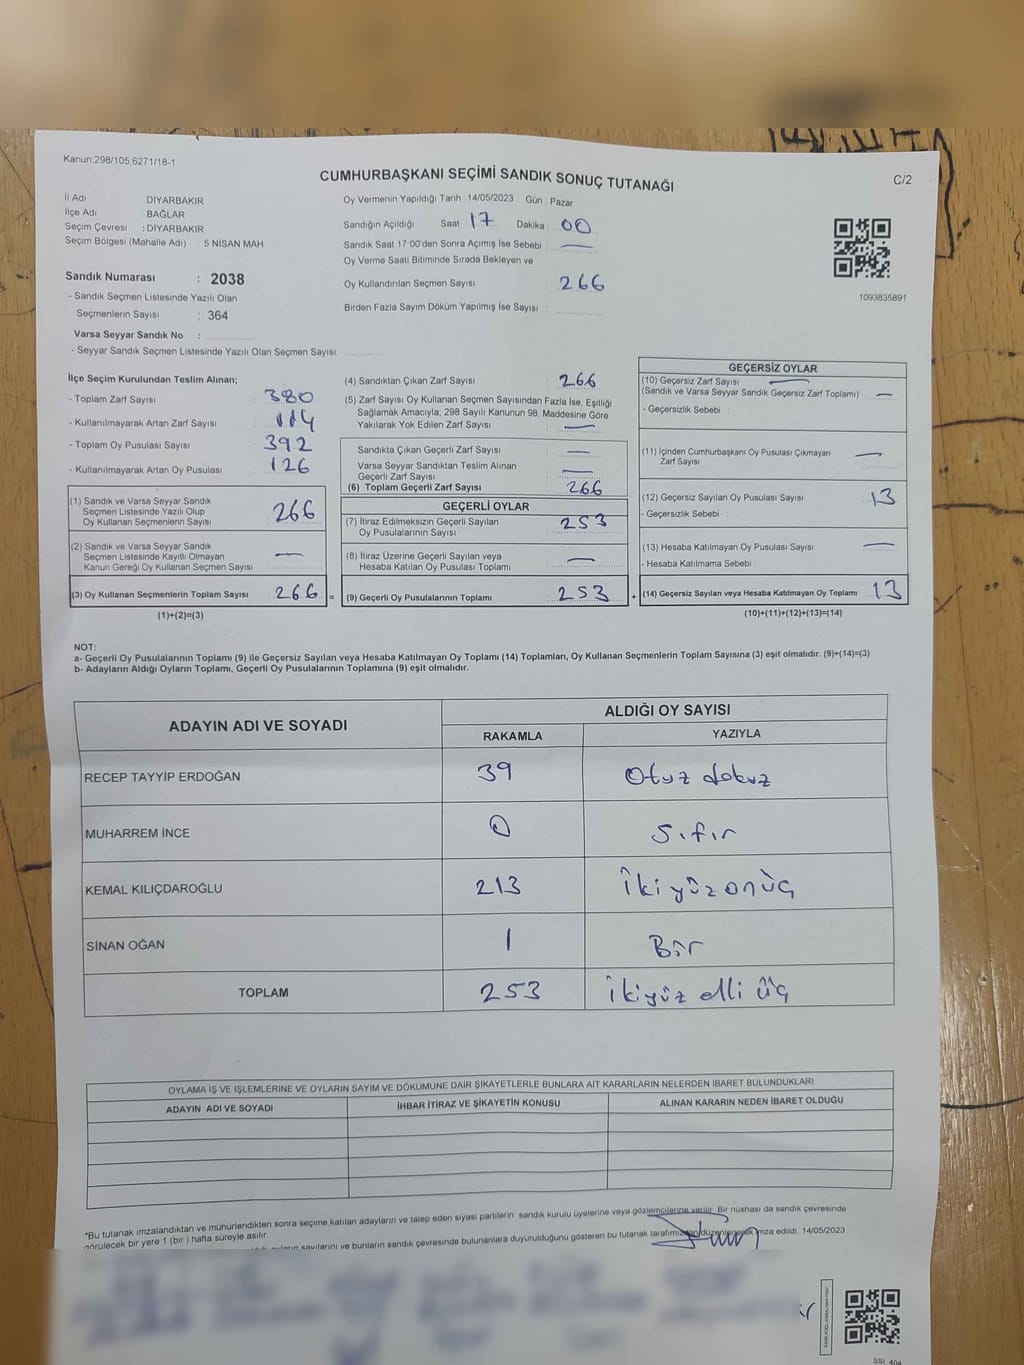 Kanun;298/105,6271/18-1
CUMHURBAŞKANI SEÇİMİ SANDIK SONUÇ TUTANAĞI
C/2
İl Adı : DİYARBAKIR
İlçe Adı : BAĞLAR
Seçim Çevresi : DİYARBAKIR
Seçim Bölgesi (Mahalle Adı) : 5 NİSAN MAH.
Sandık Numarası : 2038
- Sandık Seçmen Listesinde Yazılı Olan
Seçmenlerin Sayısı : 364
Varsa Seyyar Sandık No :
- Seyyar Sandık Seçmen Listesinde Yazılı Olan Seçmen Sayısı:
Oy Vermenin Yapıldığı Tarih :14/05/2023 Gün : Pazar
Sandığın Açıldığı Saat : 17 Dakika : 00
Sandık Saat 17 00'den Sonra Açımış İse Sebebi : —
Oy Verme Saati Bitiminde Sırada Bekleyen ve
Oy Kullandırılan Seçmen Sayısı : 266
Birden Fazla Sayım Döküm Yapılmış İse Sayısı :
1093835891
İlçe Seçim Kurulundan Teslim Alınan;
- Toplam Zarf Sayısı : 380
- Kullanılmayarak Artan Zarf Sayısı : 114
- Toplam Oy Pusulası Sayısı : 392
- Kullanılmayarak Artan Oy Pusulası : 126
(1) Sandık ve Varsa Seyyar Sandık
Seçmen Listesinde Yazılı Olup
Oy Kullanan Seçmenlerin Sayısı : 266
(2) Sandık ve Varsa Seyyar Sandık
Seçmen Listesinde Kayıtlı Olmayan
Kanun Gereği Oy Kullanan Seçmen Sayısı : —
(3) Oy Kullanan Seçmenlerin Toplam Sayısı : 266 =
(1)+(2)=(3)
(4) Sandıktan Çıkan Zarf Sayısı : 266
(5) Zarf Sayısı Oy Kullanan Seçmen Sayısından Fazla İse, Eşitliği
Sağlamak Amacıyla, 298 Sayılı Kanunun 98. Maddesine Göre
Yakılarak Yok Edilen Zarf Sayısı : —
Sandıkta Çıkan Geçerli Zarf Sayısı : —
Varsa Seyyar Sandıktan Teslim Alınan
Geçerli Zarf Sayısı : —
(6) Toplam Geçerli Zarf Sayısı : 266
GEÇERLİ OYLAR
(7) İtiraz Edilmeksizin Geçerli Sayılan
Oy Pusulalarının Sayısı : 253
(8) İtiraz Üzerine Geçerli Sayılan veya
Hesaba Katılan Oy Pusulası Toplamı : —
(9) Geçerli Oy Pusulalarının Toplamı : 253 +
GEÇERSİZ OYLAR
(10) Geçersiz Zarf Sayısı
(Sandık ve Varsa Seyyar Sandık Geçersiz Zarf Toplamı) : —
- Geçersizlik Sebebi :
(11) İçinden Cumhurbaşkanı Oy Pusulası Çıkmayan
Zarf Sayısı : —
(12) Geçersiz Sayılan Oy Pusulası Sayısı : 13
- Geçersizlik Sebebi :
(13) Hesaba Katılmayan Oy Pusulası Sayısı : —
- Hesaba Katılmama Sebebi :
(14) Geçersiz Sayılan veya Hesaba Katılmayan Oy Toplamı : 13
(10)+(11)+(12)+(13)=(14)
NOT:
a- Geçerli Oy Pusulalarının Toplamı (9) ile Geçersiz Sayılan veya Hesaba Katılmayan Oy Toplamı (14) Toplamları, Oy Kullanan Seçmenlerin Toplam Sayısına (3) eşit olmalıdır. (9)+(14)=(3)
b- Adayların Aldığı Oyların Toplamı, Geçerli Oy Pusulalarının Toplamına (9) eşit olmalıdır.
ADAYIN ADI VE SOYADI
ALDIĞI OY SAYISI
RAKAMLA YAZIYLA
RECEP TAYYİP ERDOĞAN 39 Otuz dokuz
MUHARREM İNCE 0 Sıfır
KEMAL KILIÇDAROĞLU 213 İkiyüzonüç
SİNAN OĞAN 1 Bir
TOPLAM 253 İkiyüz elli üç
OYLAMA İŞ VE İŞLEMLERİNE VE OYLARIN SAYIM VE DÖKÜMÜNE DAİR ŞİKAYETLERLE BUNLARA AİT KARARLARIN NELERDEN İBARET BULUNDUKLARI
ADAYIN ADI VE SOYADI İHBAR İTİRAZ VE ŞİKAYETİN KONUSU ALINAN KARARIN NEDEN İBARET OLDUĞU
*Bu tutanak imzalandıktan ve mühürlendikten sonra seçime katılan adayların ve talep eden siyasi partilerin sandık kurulu üyelerine veya gözlemcilerine verilir. Bir nüshası da sandık çevresinde
görülecek bir yere 1 (bir ) hafta süreyle asılır.
sayılarını ve bunların sandık çevresinde bulunanlara duyurulduğunu gösteren bu tutanak tarafımızdan düzenlenerek imza edildi. 14/05/2023